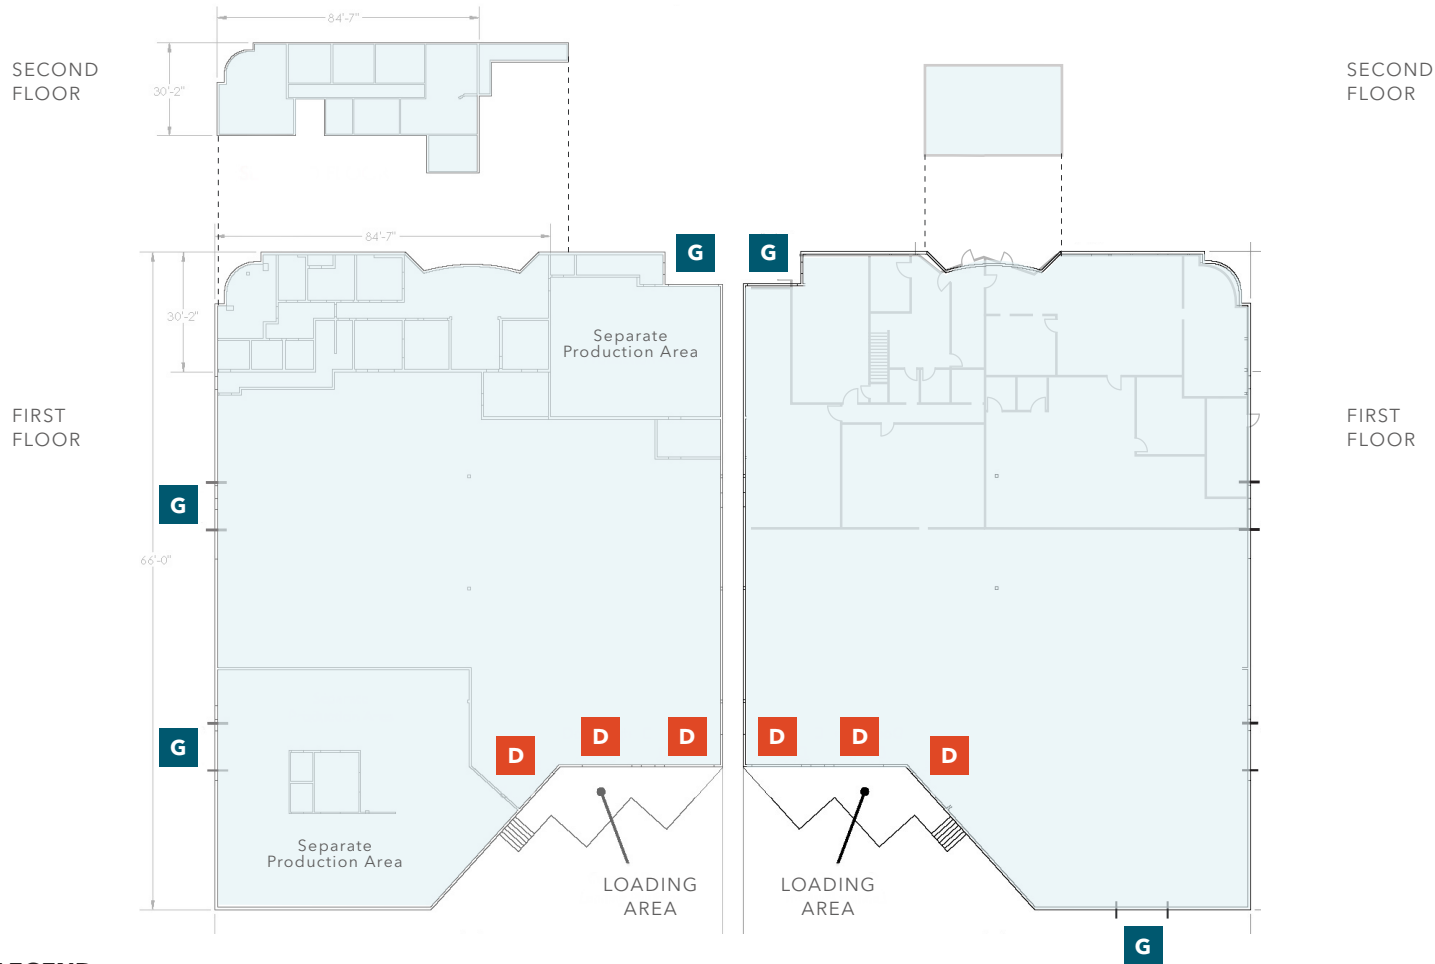 84'-7"
SECOND
FLOOR
30'-2"
SECOND
FLOOR
84'-7"
G
G
30'-2"
Separate
Production Area
FIRST
FLOOR
FIRST
FLOOR
G
66'-0"
G
D
D
D
D
D
D
Separate
Production Area
LOADING
AREA
LOADING
AREA
G
LEGEND